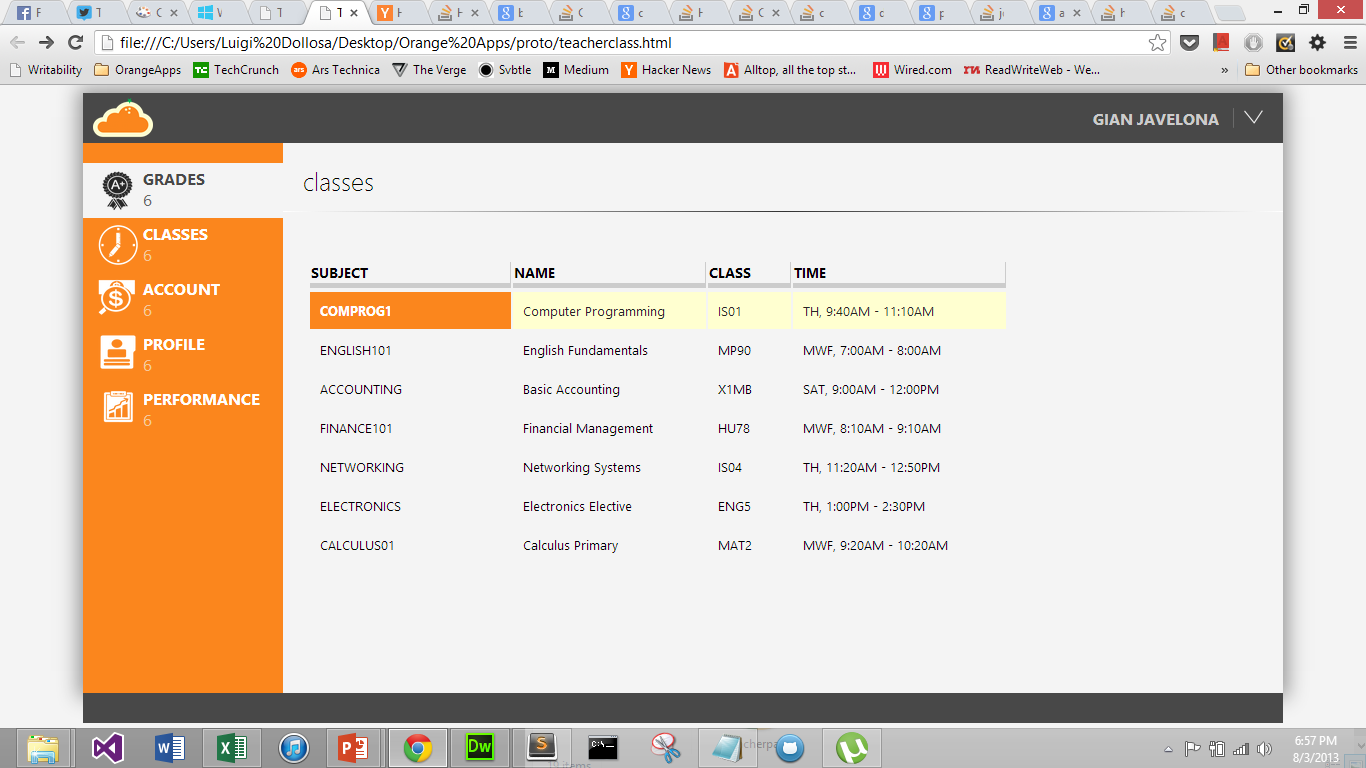 F T C W T T H H b C c H C c c p j a h c
file:///C:/Users/Luigi%20Dollosa/Desktop/Orange%20Apps/proto/teacherclass.html
Writability OrangeApps TechCrunch Ars Technica The Verge Svbtle Medium Hacker News Alltop, all the top st... Wired.com ReadWriteWeb - We... » Other bookmarks
GIAN JAVELONA
GRADES
6
CLASSES
6
ACCOUNT
6
PROFILE
6
PERFORMANCE
6
classes
SUBJECT NAME CLASS TIME
COMPROG1 Computer Programming IS01 TH, 9:40AM - 11:10AM
ENGLISH101 English Fundamentals MP90 MWF, 7:00AM - 8:00AM
ACCOUNTING Basic Accounting X1MB SAT, 9:00AM - 12:00PM
FINANCE101 Financial Management HU78 MWF, 8:10AM - 9:10AM
NETWORKING Networking Systems IS04 TH, 11:20AM - 12:50PM
ELECTRONICS Electronics Elective ENG5 TH, 1:00PM - 2:30PM
CALCULUS01 Calculus Primary MAT2 MWF, 9:20AM - 10:20AM
6:57 PM
8/3/2013